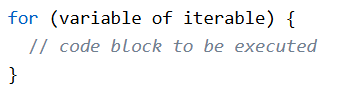 for (variable of iterable) {
  // code block to be executed
}